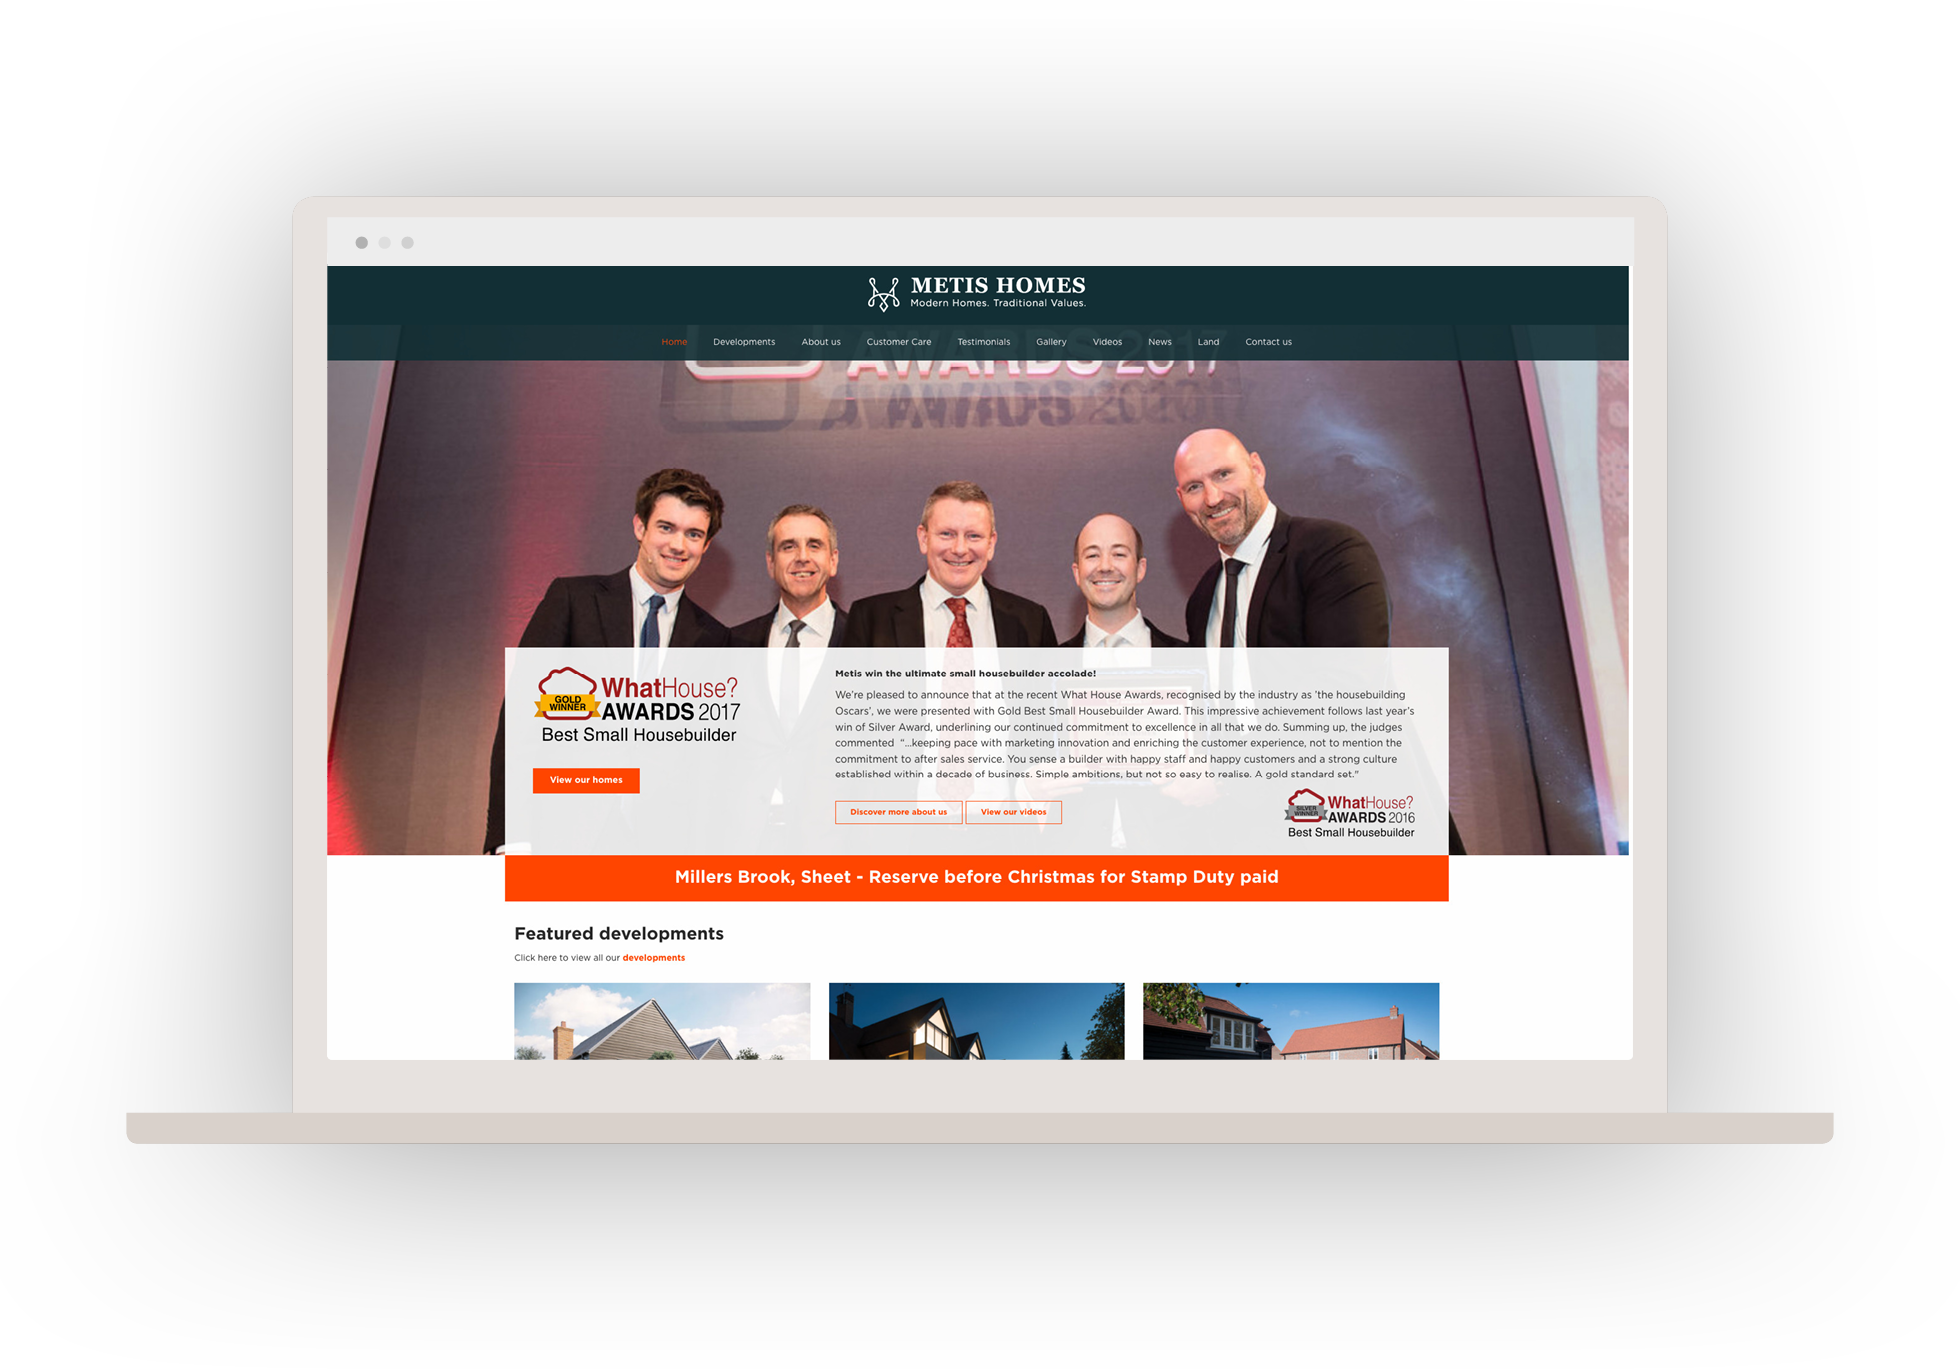 METIS HOMES
Modern Homes. Traditional Values.
Home Developments About us Customer Care Testimonials Gallery Videos News Land Contact us
AWARDS 2017
GOLD
WINNER
WhatHouse?
AWARDS 2017
Best Small Housebuilder
View our homes
Metis win the ultimate small housebuilder accolade!
We're pleased to announce that at the recent What House Awards, recognised by the industry as 'the housebuilding
Oscars', we were presented with Gold Best Small Housebuilder Award. This impressive achievement follows last year's
win of Silver Award, underlining our continued commitment to excellence in all that we do. Summing up, the judges
commented “...keeping pace with marketing innovation and enriching the customer experience, not to mention the
commitment to after sales service. You sense a builder with happy staff and happy customers and a strong culture
established within a decade of business. Simple ambitions, but not so easy to realise. A gold standard set.”
Discover more about us
View our videos
SILVER
WINNER
WhatHouse?
AWARDS 2016
Best Small Housebuilder
Millers Brook, Sheet - Reserve before Christmas for Stamp Duty paid
Featured developments
Click here to view all our developments